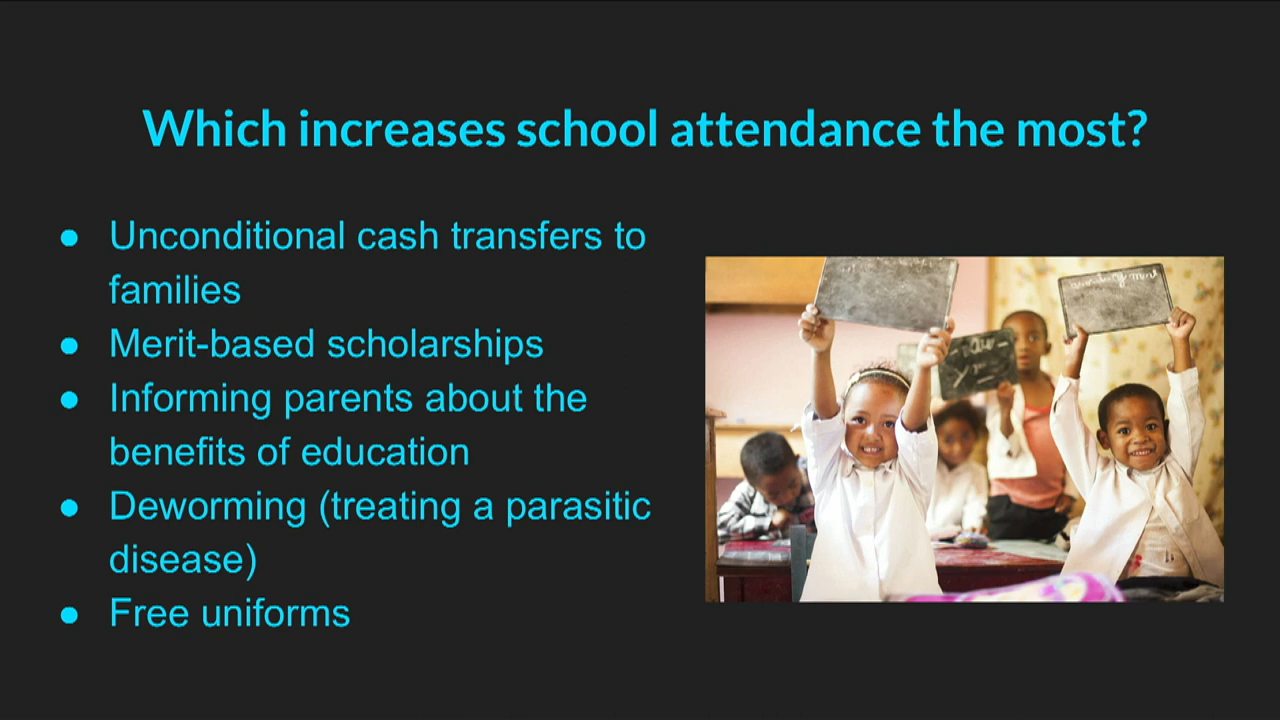 Which increases school attendance the most?
● Unconditional cash transfers to
families
● Merit-based scholarships
● Informing parents about the
benefits of education
● Deworming (treating a parasitic
disease)
● Free uniforms